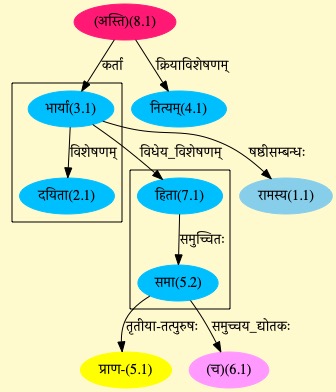 (अस्ति)(8.1)
कर्ता क्रियाविशेषणम्
भार्या(3.1) नित्यम्(4.1)
विशेषणम् विधेय_विशेषणम् षष्ठीसम्बन्धः
दयिता(2.1) हिता(7.1) रामस्य(1.1)
समुच्चितः
समा(5.2)
तृतीया-तत्पुरुषः समुच्चय_द्योतकः
प्राण-(5.1) (च)(6.1)